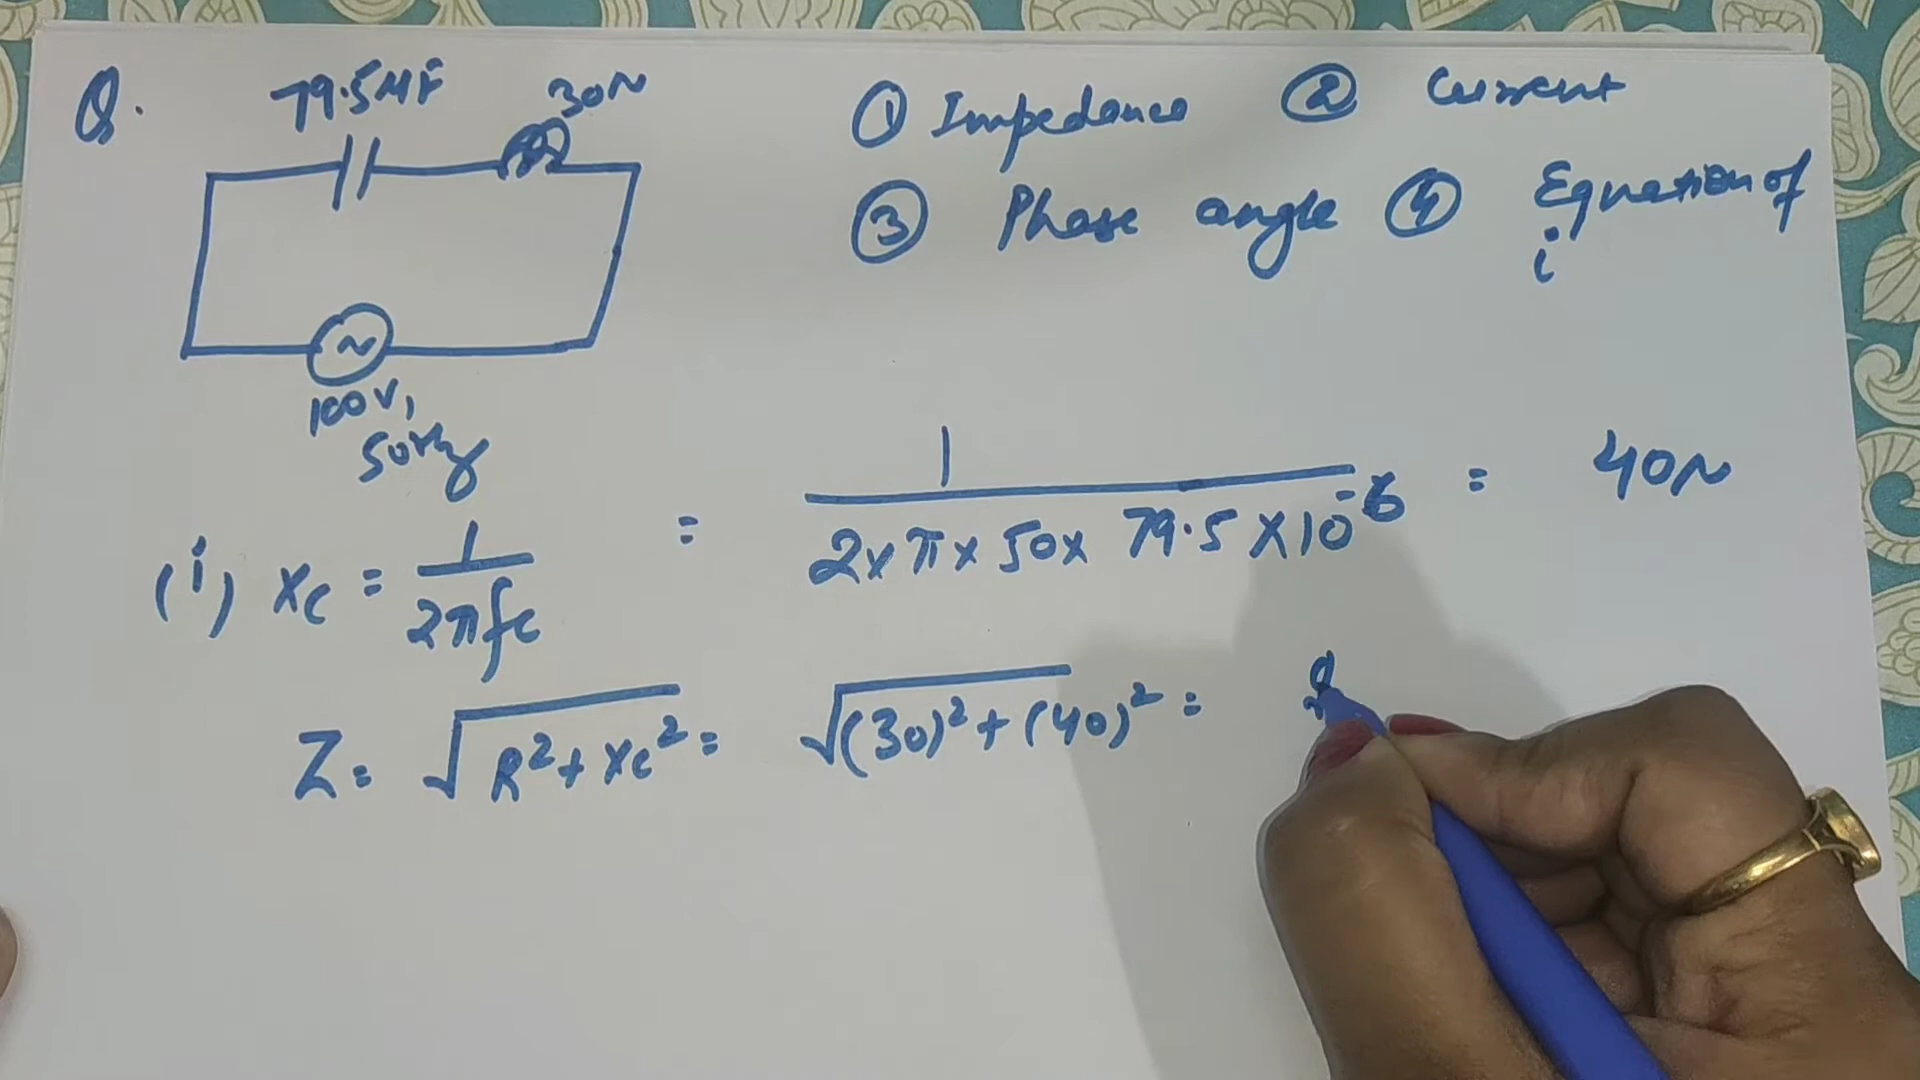 Q. 79.5μF 30Ω
① Impedance ② Current
③ Phase angle ④ Equation of
i
~
100V,
50Hz
(i) Xc = 1/2πfc = 1/2×π×50×79.5×10^-6 = 40Ω
Z = √R²+Xc² = √(30)²+(40)² =